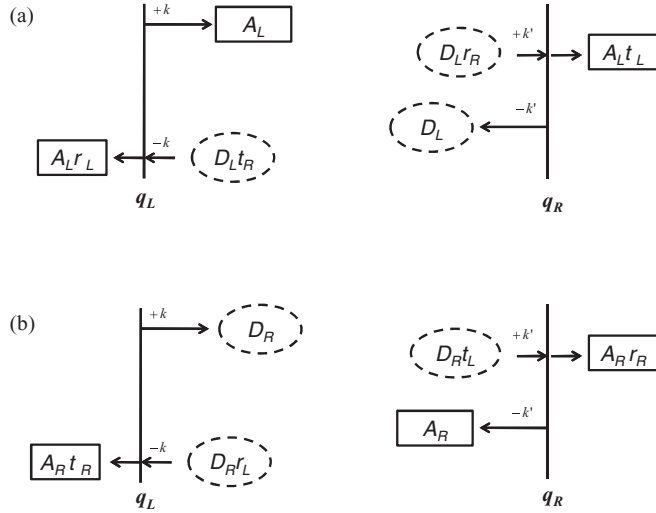 (a)
+k
A_L
+k'
D_L r_R
A_L t_L
-k'
D_L
-k
A_L r_L
D_L t_R
q_L
q_R
(b)
+k
D_R
+k'
D_R t_L
A_R r_R
-k'
A_R
-k
A_R t_R
D_R r_L
q_L
q_R